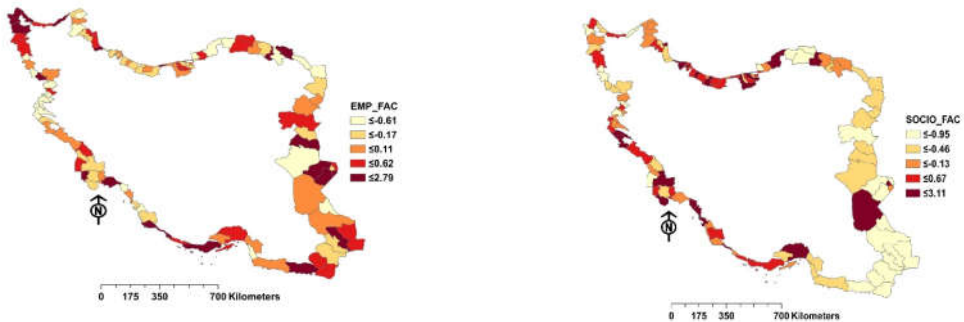 EMP_FAC
≤-0.61
≤-0.17
≤0.11
≤0.62
≤2.79
N
0 175 350 700 Kilometers
SOCIO_FAC
≤-0.95
≤-0.46
≤-0.13
≤0.67
≤3.11
N
0 175 350 700 Kilometers